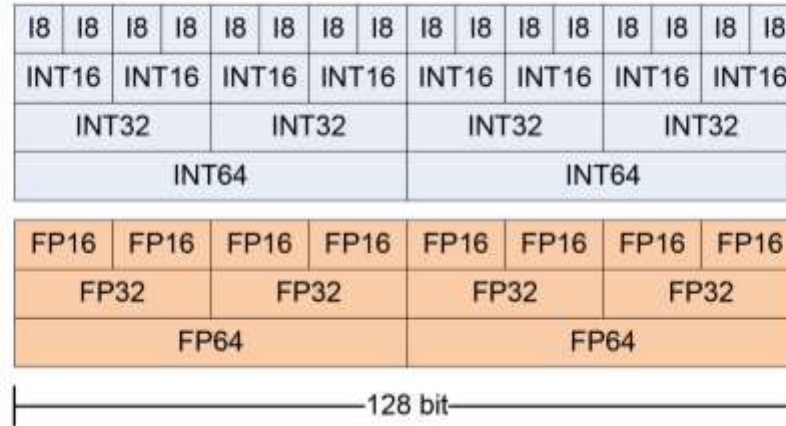 I8 I8 I8 I8 I8 I8 I8 I8 I8 I8 I8 I8 I8 I8 I8 I8
INT16 INT16 INT16 INT16 INT16 INT16 INT16 INT16
INT32 INT32 INT32 INT32
INT64 INT64
FP16 FP16 FP16 FP16 FP16 FP16 FP16 FP16
FP32 FP32 FP32 FP32
FP64 FP64
128 bit